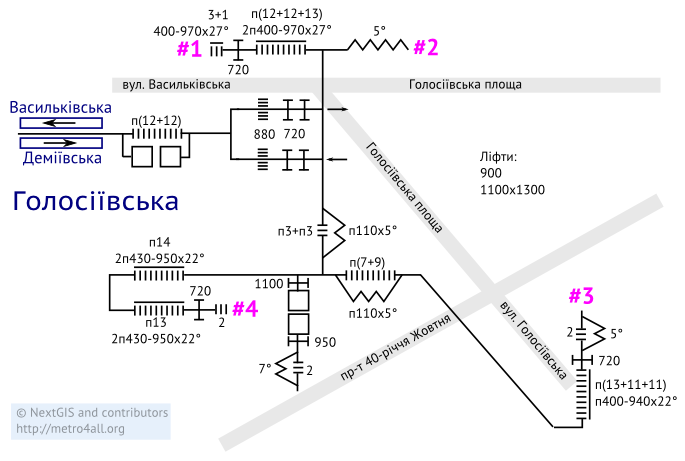 3+1
400-970x27°
п(12+12+13)
2п400-970x27°
5°
#1
#2
720
вул. Васильківська
Голосіївська площа
Васильківська
п(12+12)
880
720
Деміївська
Голосіївська площа
Ліфти:
900
1100x1300
Голосіївська
п3+п3
п110x5°
п14
2п430-950x22°
п(7+9)
1100
720
#4
2
п13
2п430-950x22°
п110x5°
#3
вул. Голосіївська
пр-т 40-річчя Жовтня
950
7°
2
2
5°
720
п(13+11+11)
п400-940x22°
© NextGIS and contributors
http://metro4all.org